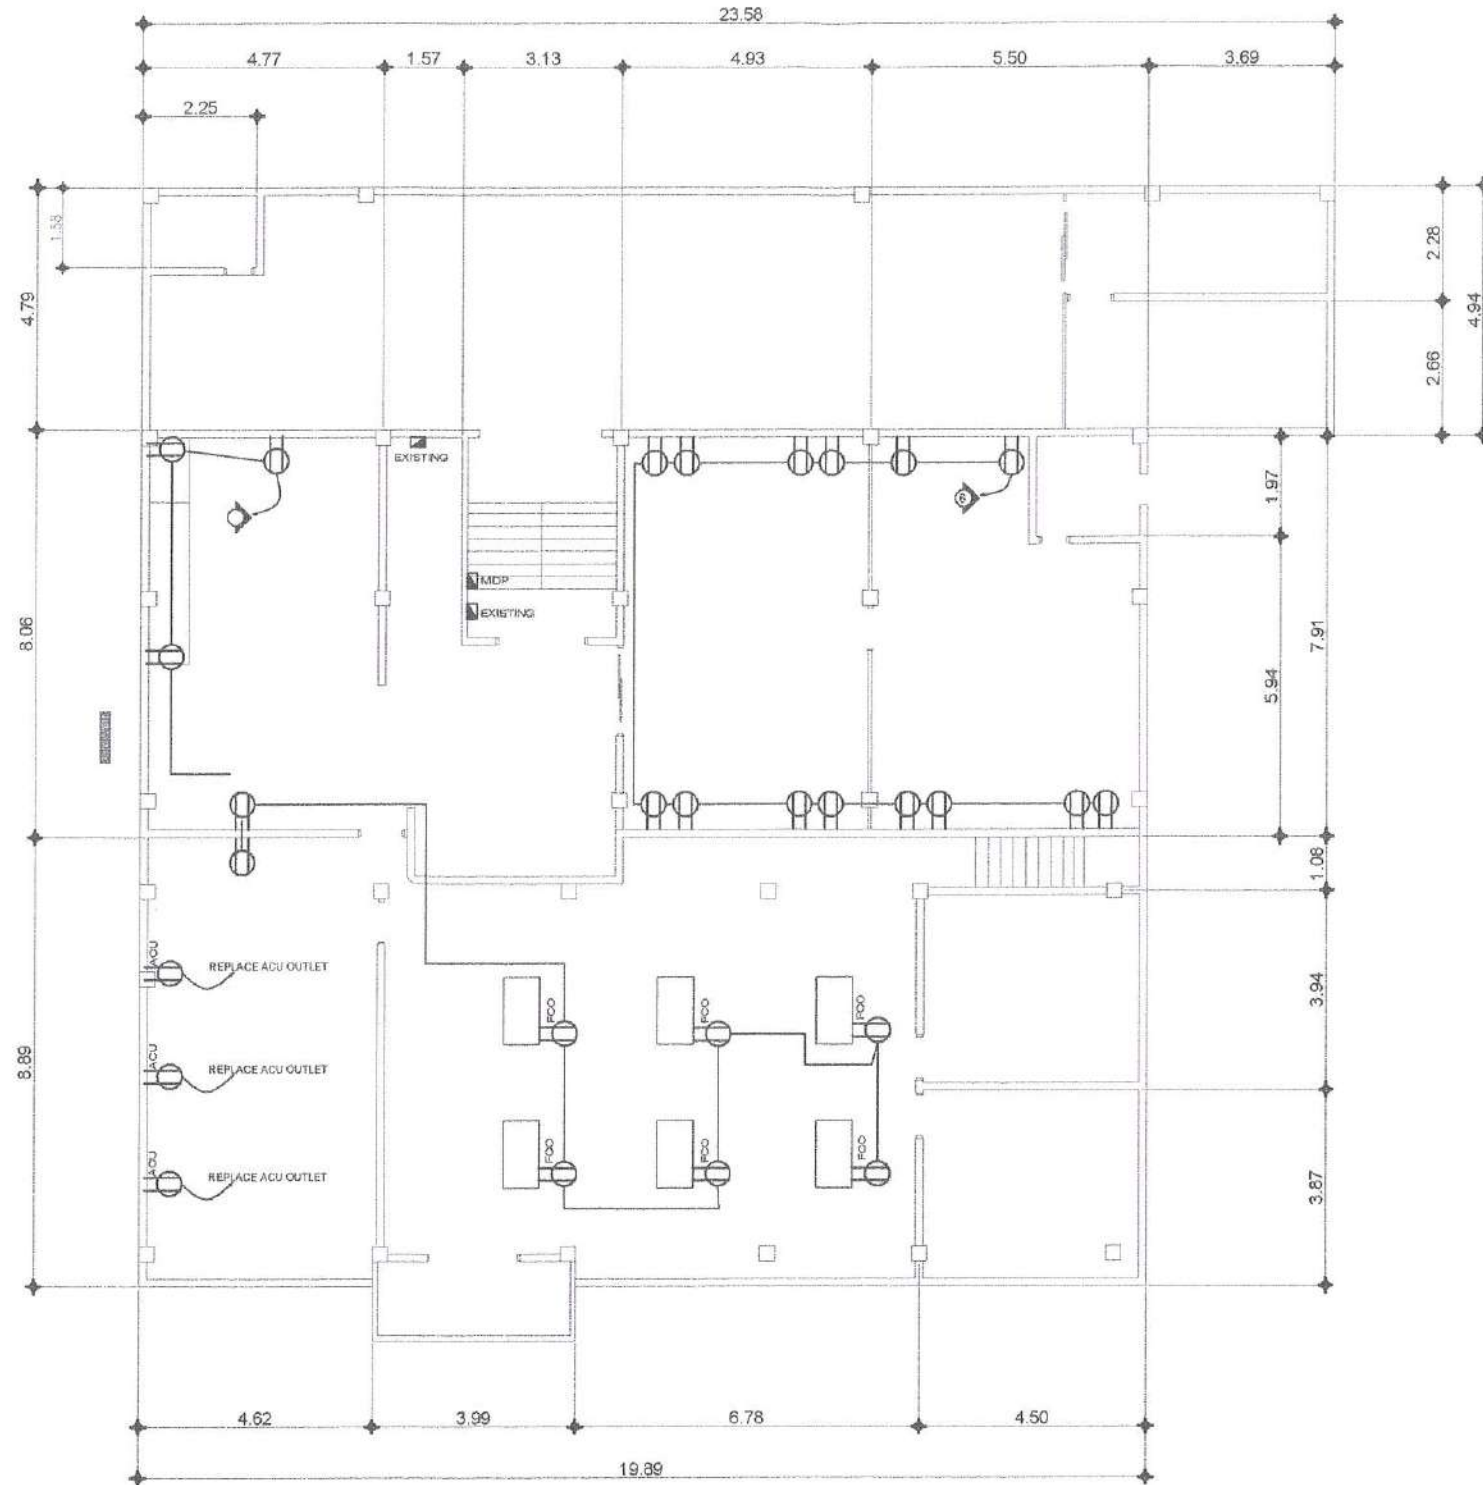 23.58
4.77 1.57 3.13 4.93 5.50 3.69
2.25
1.58
2.28
4.79
4.94
2.66
EXISTING
6
1.97
MDP
EXISTING
8.06
7.91
5.94
1.08
ACU
REPLACE ACU OUTLET
FCO FCO FCO
3.94
ACU
REPLACE ACU OUTLET
8.89
FCO FCO FCO
ACU
REPLACE ACU OUTLET
3.87
4.62 3.99 6.78 4.50
19.89